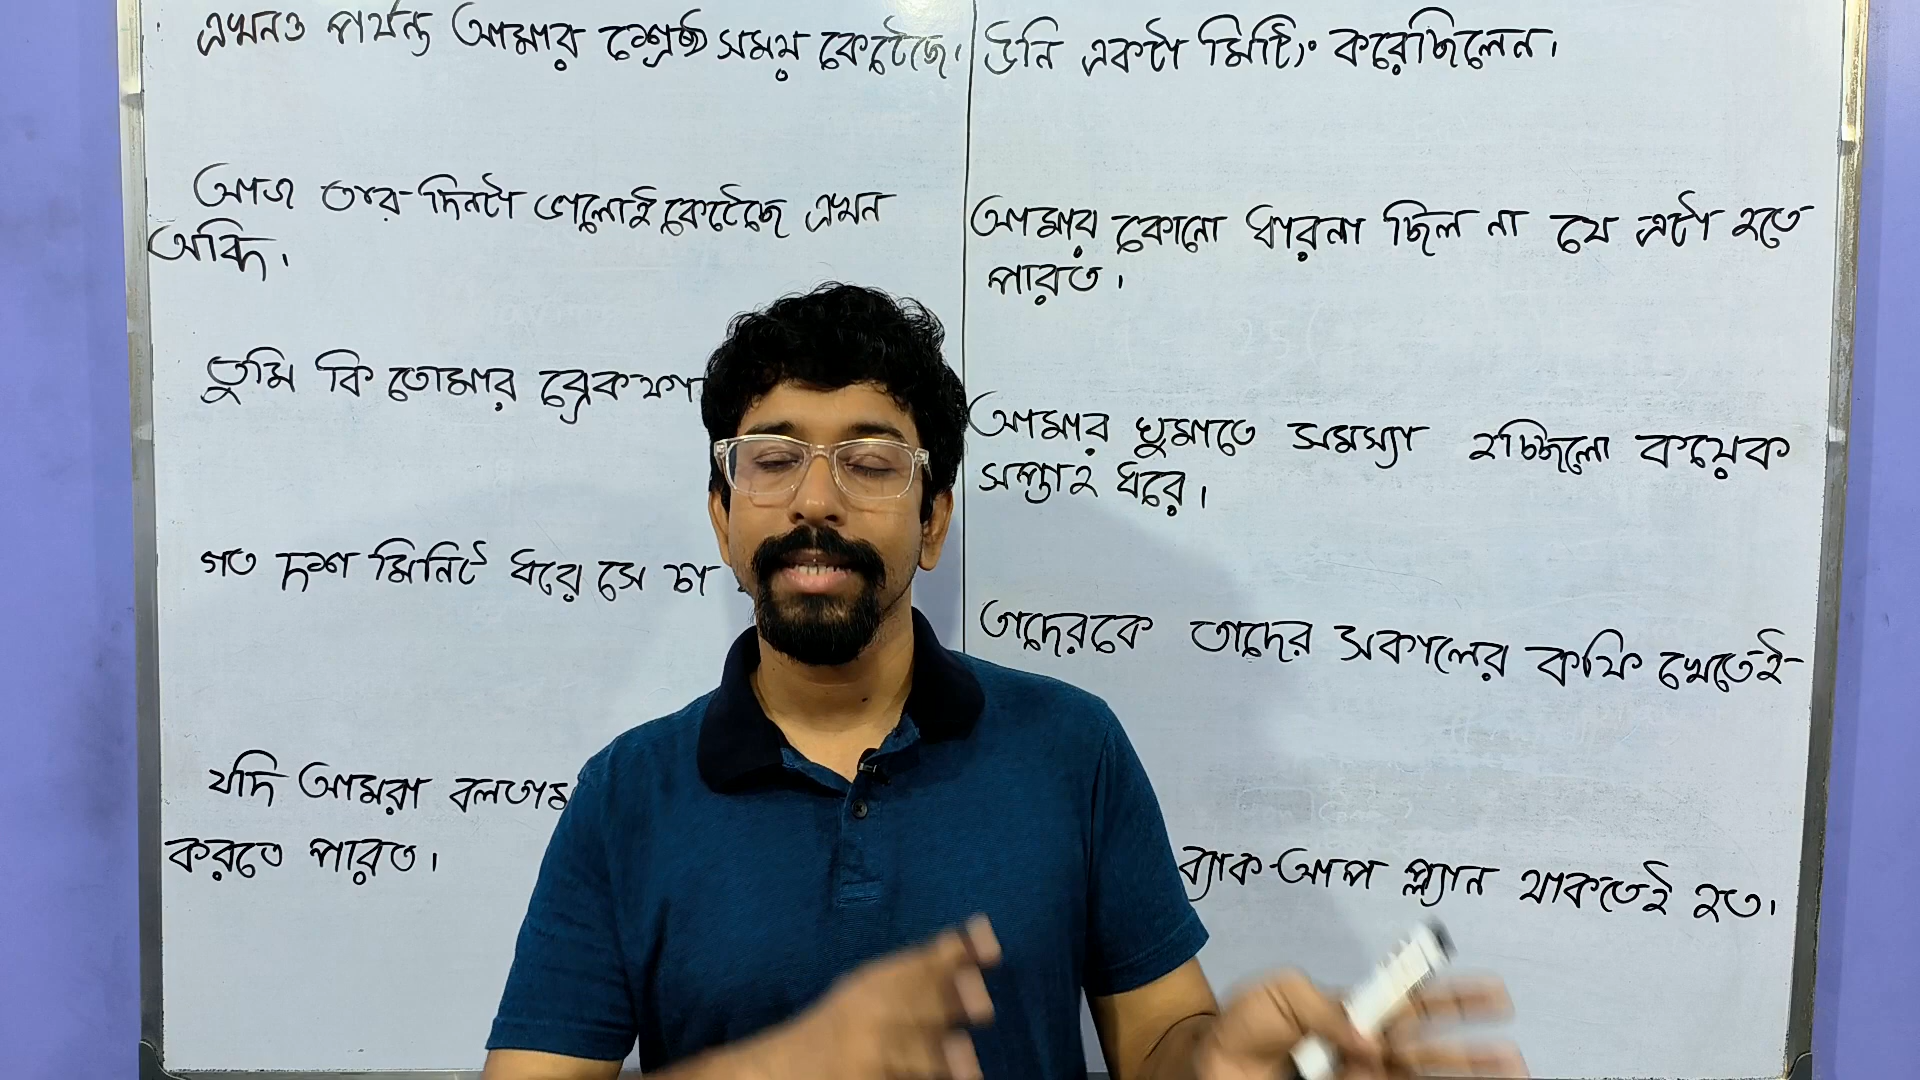 এখনও পর্যন্ত আমার শ্রেষ্ঠ সময় কেটেছে।
আজ তার দিনটা ভালোই কেটেছে এখন
অব্দি।
তুমি কি তোমার ব্রেকফা
গত দশ মিনিট ধরে সে চা
যদি আমরা বলতাম
করতে পারত।
উনি একটা মিটিং করেছিলেন।
আমার কোনো ধারনা ছিল না যে এটা হতে
পারত।
আমার ঘুমাতে সমস্যা হচ্ছিলো কয়েক
সপ্তাহ ধরে।
তাদেরকে তাদের সকালের কফি খেতেই
ব্যাক আপ প্ল্যান থাকতেই হত।